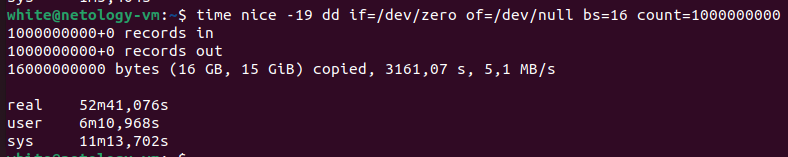 white@netology-vm:~$ time nice -19 dd if=/dev/zero of=/dev/null bs=16 count=1000000000
1000000000+0 records in
1000000000+0 records out
16000000000 bytes (16 GB, 15 GiB) copied, 3161,07 s, 5,1 MB/s
real 52m41,076s
user 6m10,968s
sys 11m13,702s